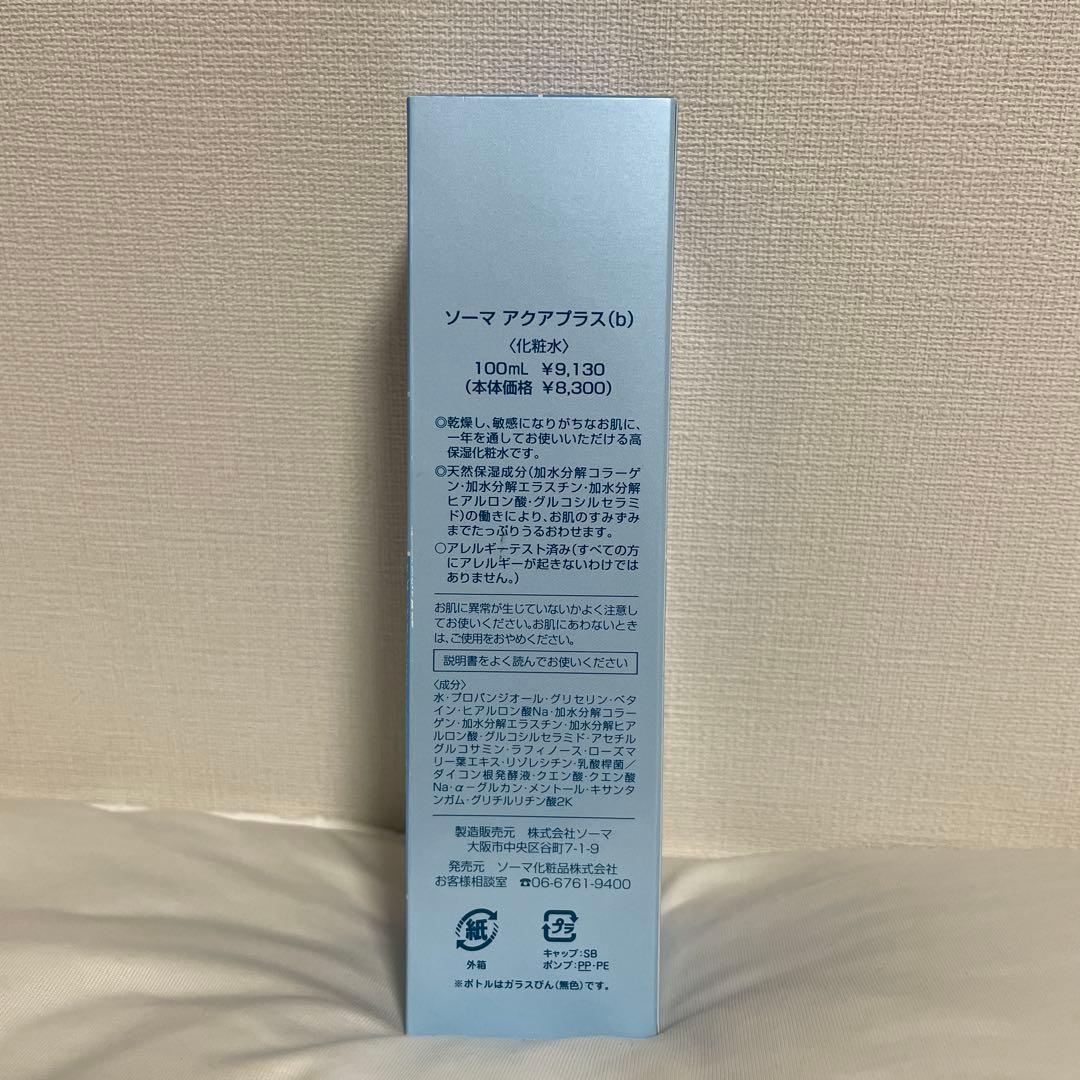 ソーマ アクアプラス(b)
〈化粧水〉
100mL ¥9,130
(本体価格 ¥8,300)
◎乾燥し、敏感になりがちなお肌に、
一年を通してお使いいただける高
保湿化粧水です。
◎天然保湿成分(加水分解コラーゲ
ン・加水分解エラスチン・加水分解
ヒアルロン酸・グルコシルセラミ
ド)の働きにより、お肌のすみずみ
までたっぷりうるおわせます。
○アレルギーテスト済み(すべての方
にアレルギーが起きないわけでは
ありません。)
お肌に異常が生じていないかよく注意し
てお使いください。お肌にあわないとき
は、ご使用をおやめください。
説明書をよく読んでお使いください
〈成分〉
水・プロパンジオール・グリセリン・ベタ
イン・ヒアルロン酸Na・加水分解コラー
ゲン・加水分解エラスチン・加水分解ヒア
ルロン酸・グルコシルセラミド・アセチル
グルコサミン・ラフィノース・ローズマ
リー葉エキス・リゾレシチン・乳酸桿菌/
ダイコン根発酵液・クエン酸・クエン酸
Na・α-グルカン・メントール・キサンタ
ンガム・グリチルリチン酸2K
製造販売元 株式会社ソーマ
大阪市中央区谷町7-1-9
発売元 ソーマ化粧品株式会社
お客様相談室 ☎06-6761-9400
紙
外箱
プラ
キャップ:SB
ポンプ:PP・PE
※ボトルはガラスびん(無色)です。